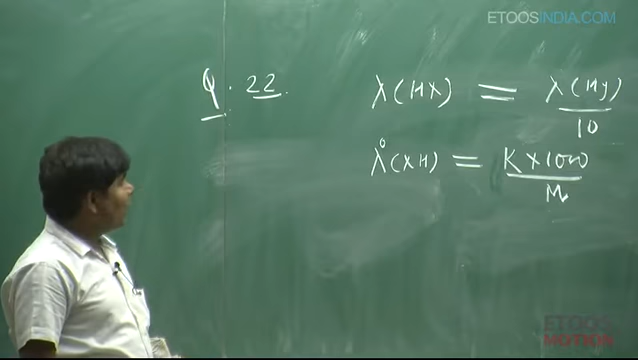 ETOOSINDIA.COM
Q. 22
λ(HX) = λ(HY)/10
λ°(XH) = K×1000/M
ETOOS
MOTION